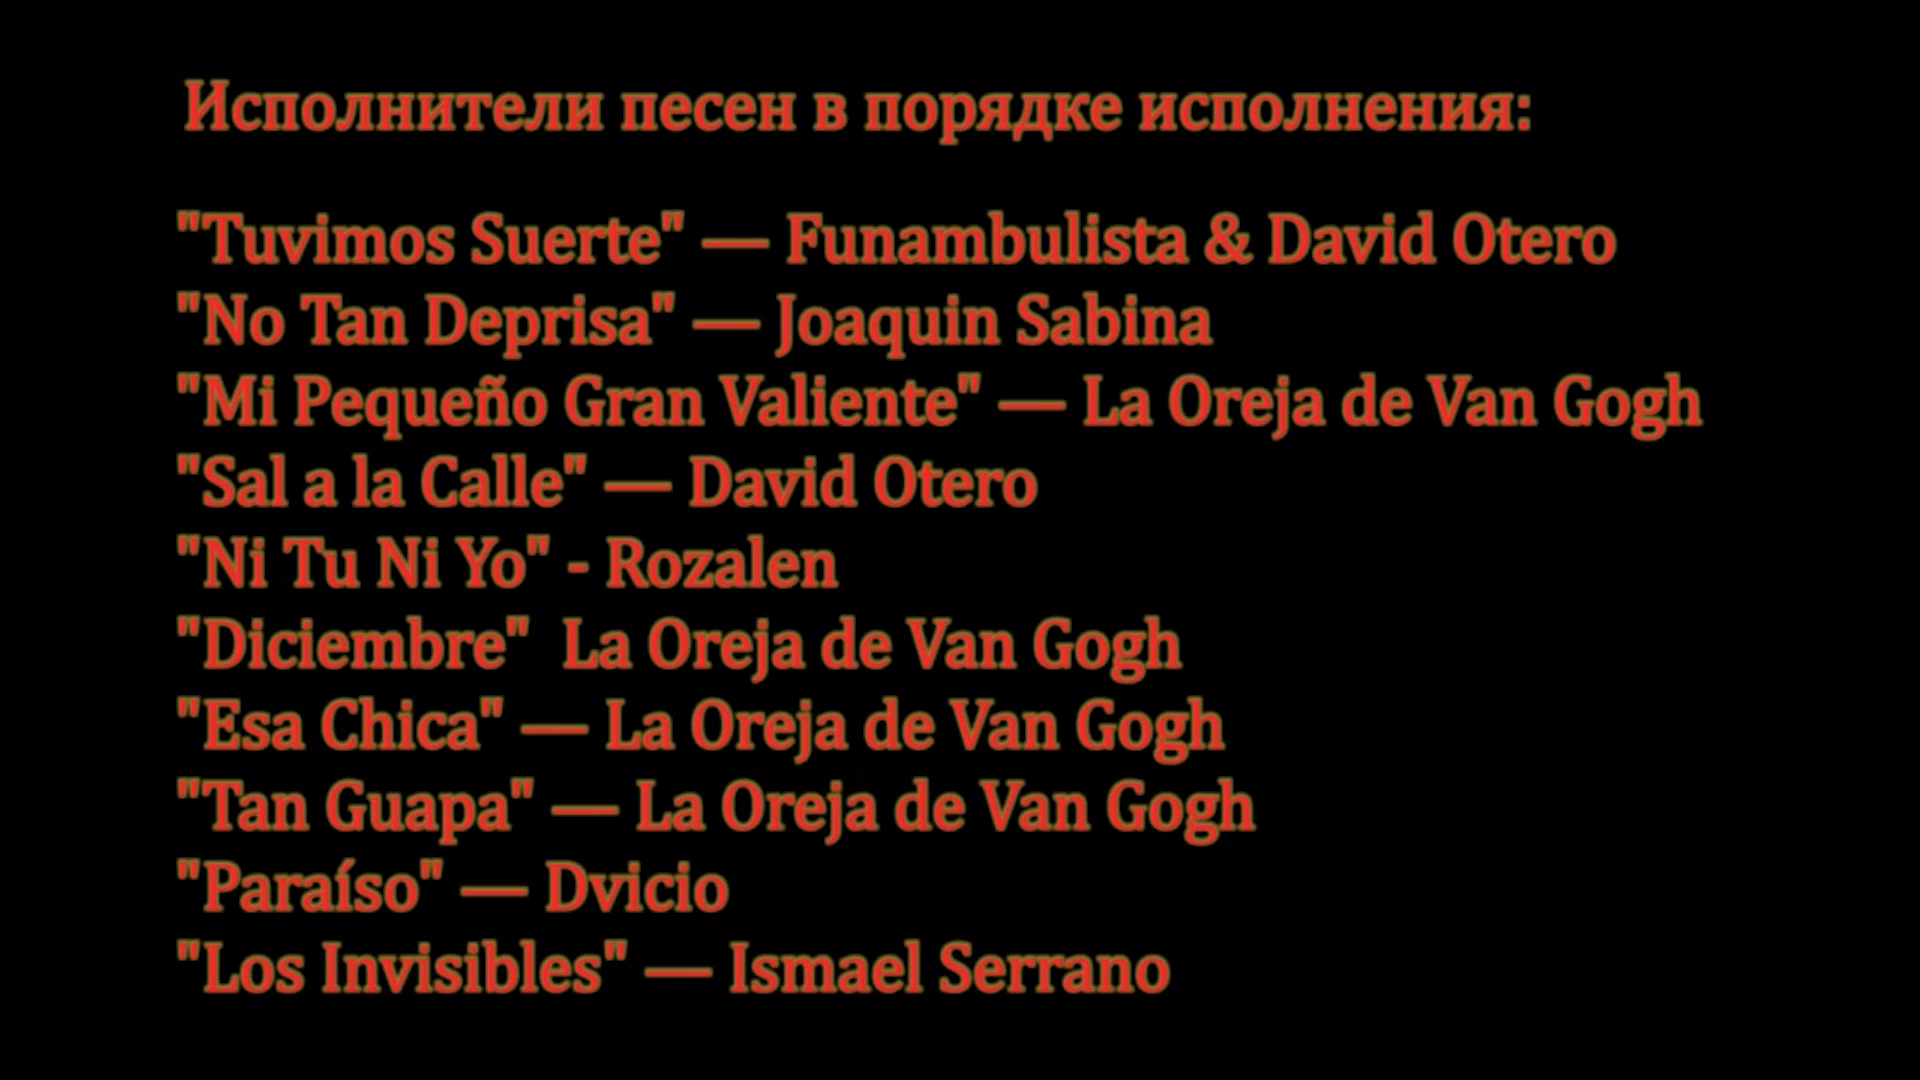 Исполнители песен в порядке исполнения:
"Tuvimos Suerte" — Funambulista & David Otero
"No Tan Deprisa" — Joaquin Sabina
"Mi Pequeño Gran Valiente" — La Oreja de Van Gogh
"Sal a la Calle" — David Otero
"Ni Tu Ni Yo" - Rozalen
"Diciembre"  La Oreja de Van Gogh
"Esa Chica" — La Oreja de Van Gogh
"Tan Guapa" — La Oreja de Van Gogh
"Paraíso" — Dvicio
"Los Invisibles" — Ismael Serrano